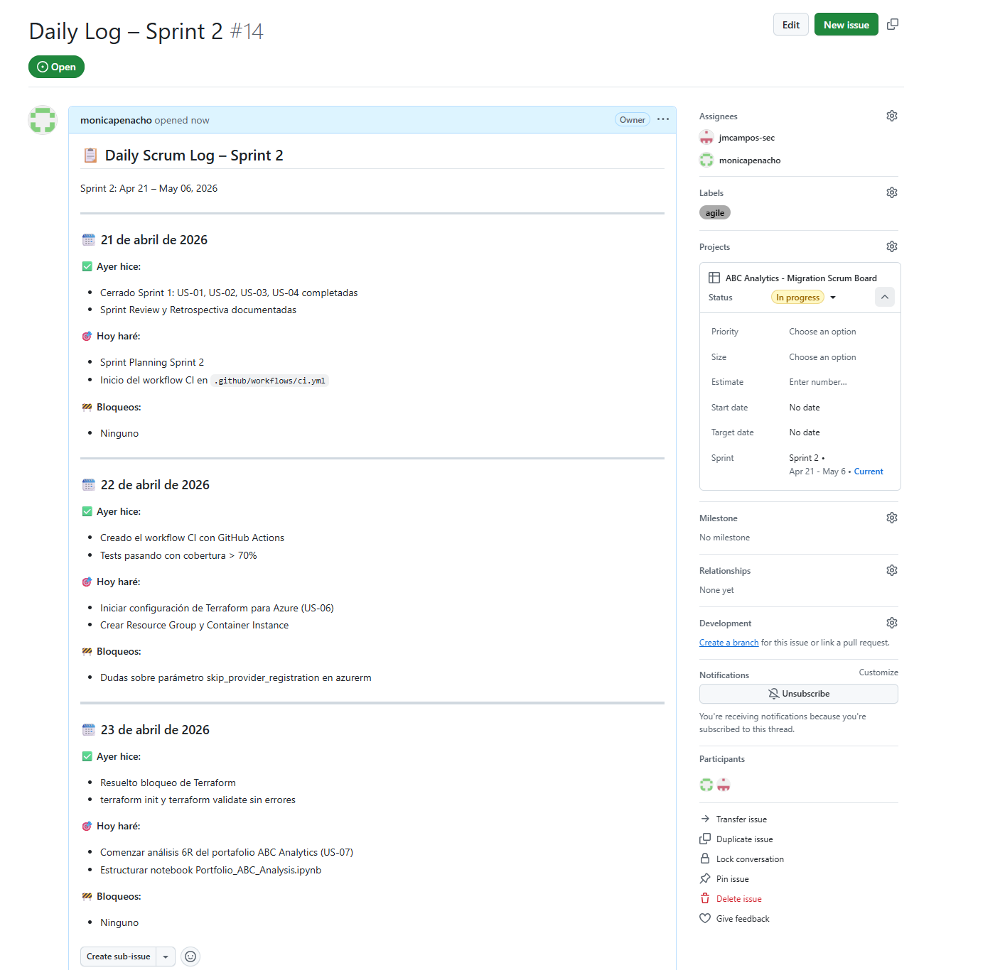 Daily Log – Sprint 2 #14
Edit
New issue
Open
monicapenacho opened now
Owner
Daily Scrum Log – Sprint 2
Sprint 2: Apr 21 – May 06, 2026
21 de abril de 2026
Ayer hice:
Cerrado Sprint 1: US-01, US-02, US-03, US-04 completadas
Sprint Review y Retrospectiva documentadas
Hoy haré:
Sprint Planning Sprint 2
Inicio del workflow CI en .github/workflows/ci.yml
Bloqueos:
Ninguno
22 de abril de 2026
Ayer hice:
Creado el workflow CI con GitHub Actions
Tests pasando con cobertura > 70%
Hoy haré:
Iniciar configuración de Terraform para Azure (US-06)
Crear Resource Group y Container Instance
Bloqueos:
Dudas sobre parámetro skip_provider_registration en azurerm
23 de abril de 2026
Ayer hice:
Resuelto bloqueo de Terraform
terraform init y terraform validate sin errores
Hoy haré:
Comenzar análisis 6R del portafolio ABC Analytics (US-07)
Estructurar notebook Portfolio_ABC_Analysis.ipynb
Bloqueos:
Ninguno
Create sub-issue
Assignees
jmcampos-sec
monicapenacho
Labels
agile
Projects
ABC Analytics - Migration Scrum Board
Status In progress
Priority Choose an option
Size Choose an option
Estimate Enter number...
Start date No date
Target date No date
Sprint Sprint 2 •
Apr 21 - May 6 • Current
Milestone
No milestone
Relationships
None yet
Development
Create a branch for this issue or link a pull request.
Notifications Customize
Unsubscribe
You're receiving notifications because you're
subscribed to this thread.
Participants
Transfer issue
Duplicate issue
Lock conversation
Pin issue
Delete issue
Give feedback